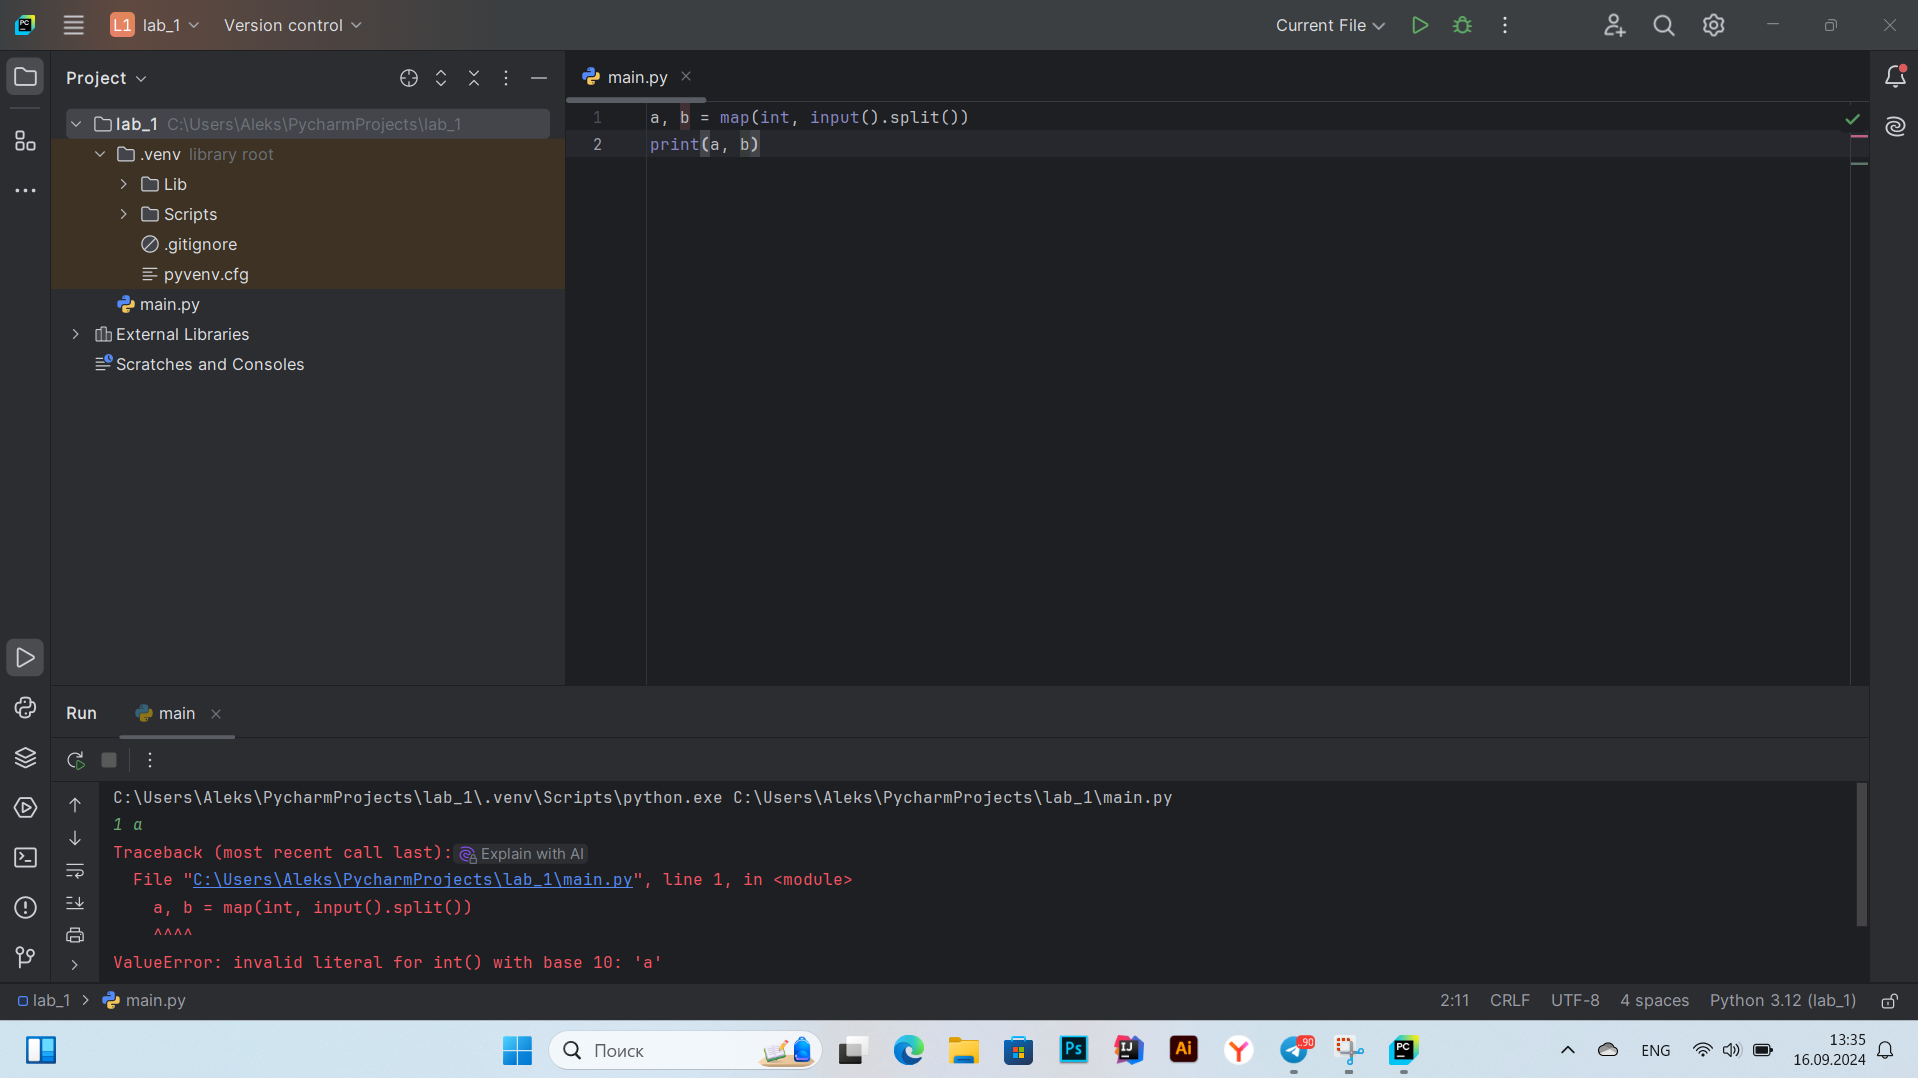 L1 lab_1 Version control Current File
Project
main.py
lab_1 C:\Users\Aleks\PycharmProjects\lab_1
.venv library root
Lib
Scripts
.gitignore
pyvenv.cfg
main.py
External Libraries
Scratches and Consoles
1 a, b = map(int, input().split())
2 print(a, b)
Run main
C:\Users\Aleks\PycharmProjects\lab_1\.venv\Scripts\python.exe C:\Users\Aleks\PycharmProjects\lab_1\main.py
1 a
Traceback (most recent call last): Explain with AI
File "C:\Users\Aleks\PycharmProjects\lab_1\main.py", line 1, in <module>
a, b = map(int, input().split())
^^^^
ValueError: invalid literal for int() with base 10: 'a'
lab_1 main.py 2:11 CRLF UTF-8 4 spaces Python 3.12 (lab_1)
Поиск
Ps
IJ
Ai
Y
90
PC
ENG
13:35
16.09.2024